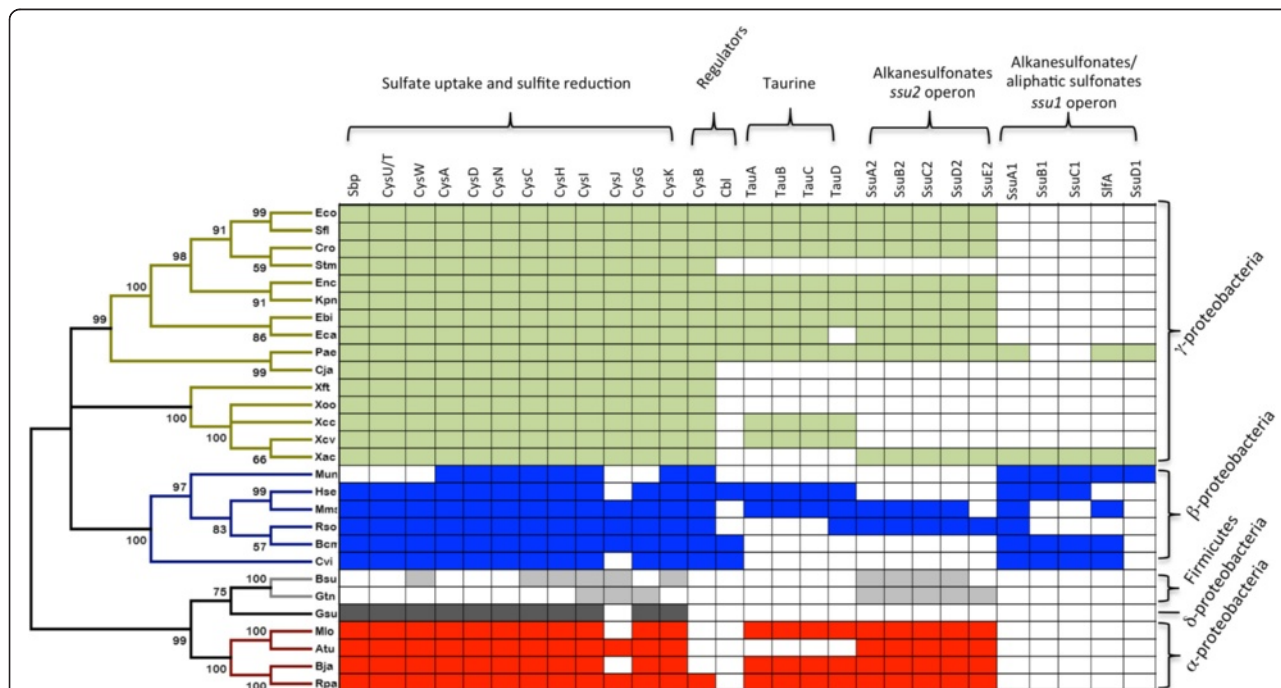 Sulfate uptake and sulfite reduction
Regulators
Taurine
Alkanesulfonates
ssu2 operon
Alkanesulfonates/
aliphatic sulfonates
ssu1 operon
Sbp
CysU/T
CysW
CysA
CysD
CysN
CysC
CysH
CysI
CysJ
CysG
CysK
CysB
Cbl
TauA
TauB
TauC
TauD
SsuA2
SsuB2
SsuC2
SsuD2
SsuE2
SsuA1
SsuB1
SsuC1
SlfA
SsuD1
99
Eco
91
Sfl
98
Cro
59
Stm
100
Enc
91
Kpn
99
Ebi
86
Eca
Pae
99
Cja
Xft
100
Xoo
100
Xcc
Xcv
66
Xac
γ-proteobacteria
Mun
97
99
Hse
Mms
83
Rso
100
57
Bcm
Cvi
β-proteobacteria
100
Bsu
75
Gtn
Firmicutes
Gsu
δ-proteobacteria
99
100
Mlo
Atu
100
Bja
100
Rpa
α-proteobacteria